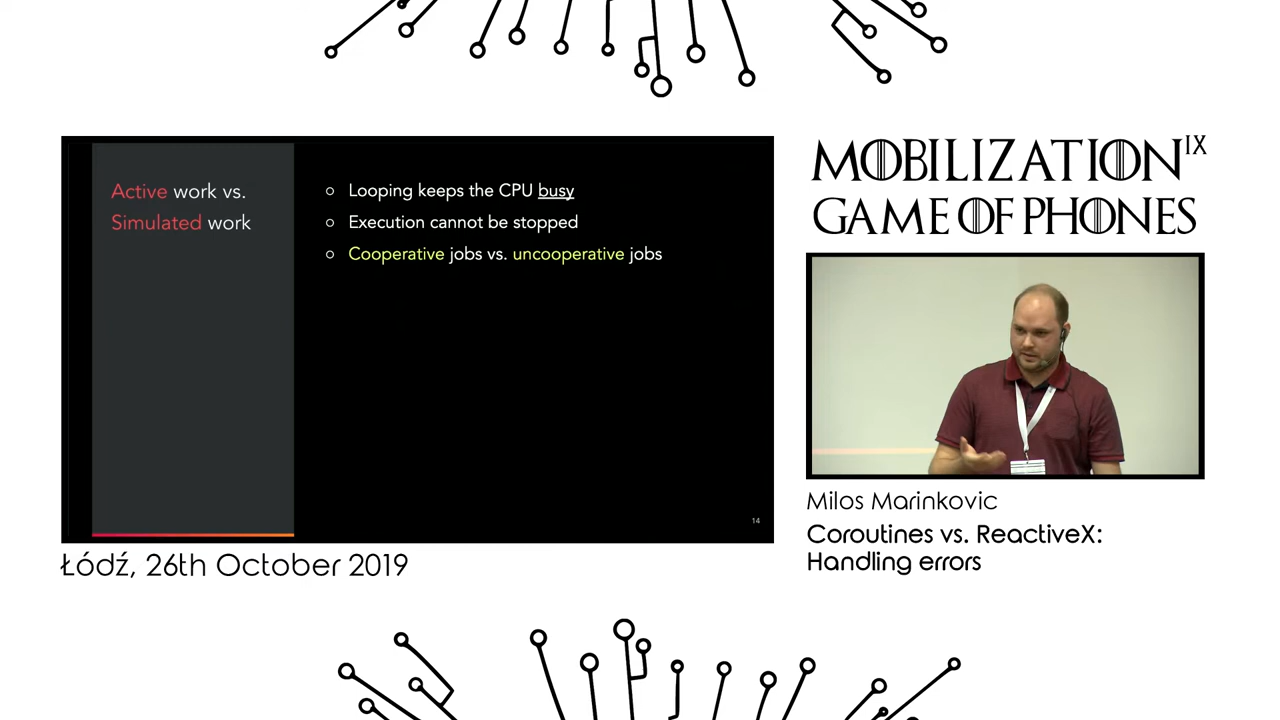 Active work vs.
Simulated work
Looping keeps the CPU busy
Execution cannot be stopped
Cooperative jobs vs. uncooperative jobs
14
Łódź, 26th October 2019
MOBILIZATION IX
GAME OF PHONES
Milos Marinkovic
Coroutines vs. ReactiveX:
Handling errors